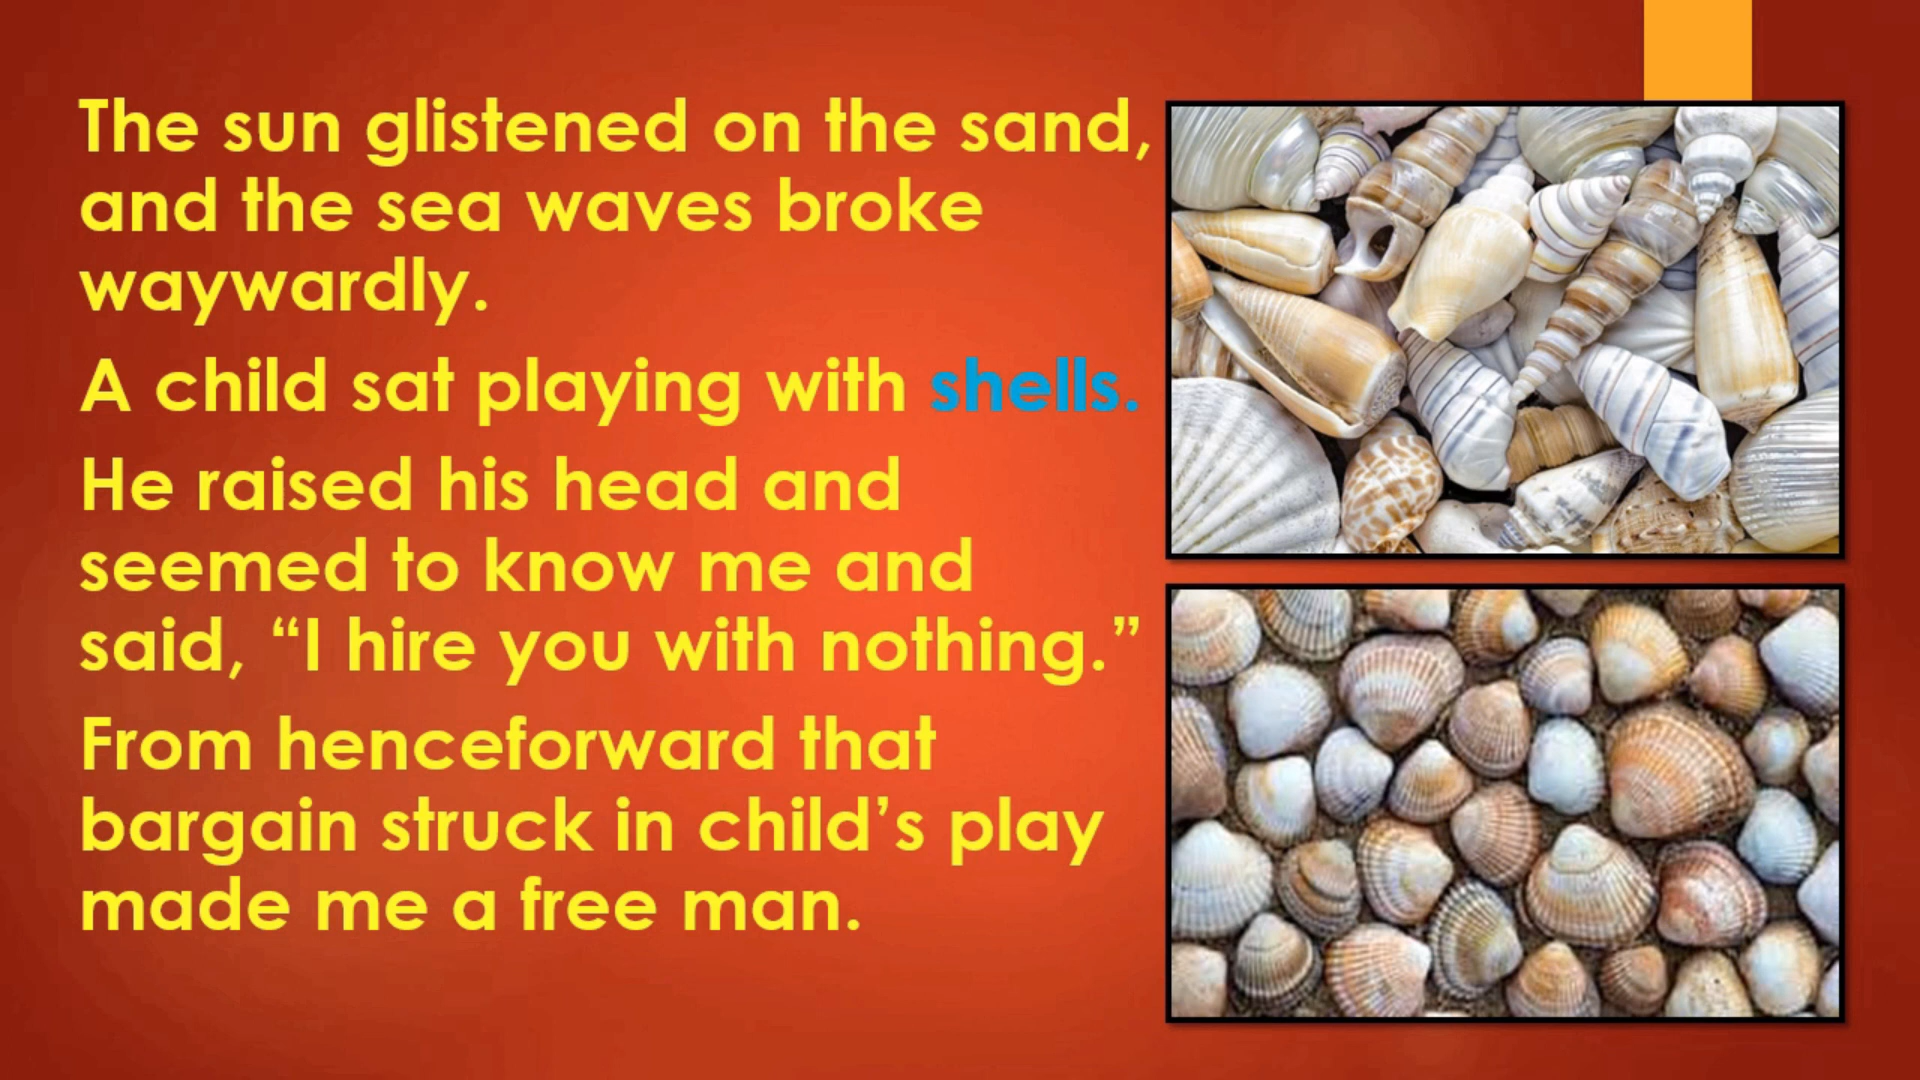 The sun glistened on the sand,
and the sea waves broke
waywardly.
A child sat playing with shells.
He raised his head and
seemed to know me and
said, “I hire you with nothing.”
From henceforward that
bargain struck in child’s play
made me a free man.